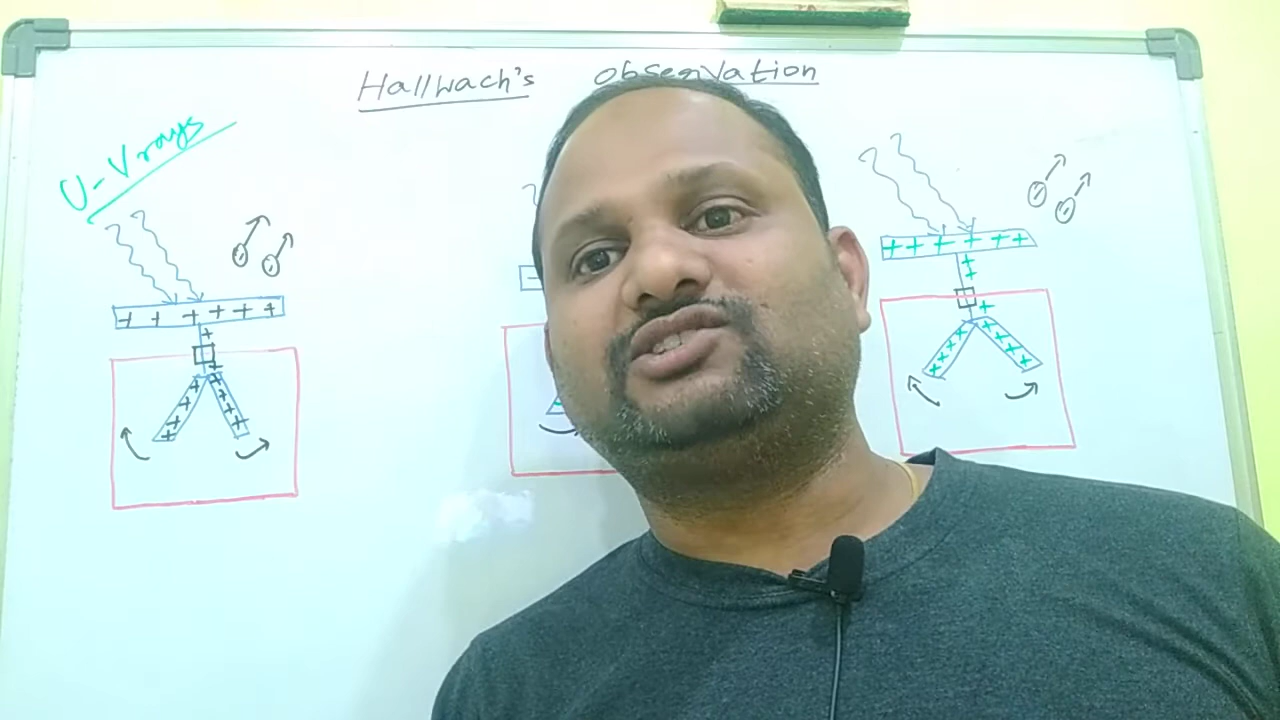 Hallwach's observation
U-V rays
+ + + + + +
+ + + + + +